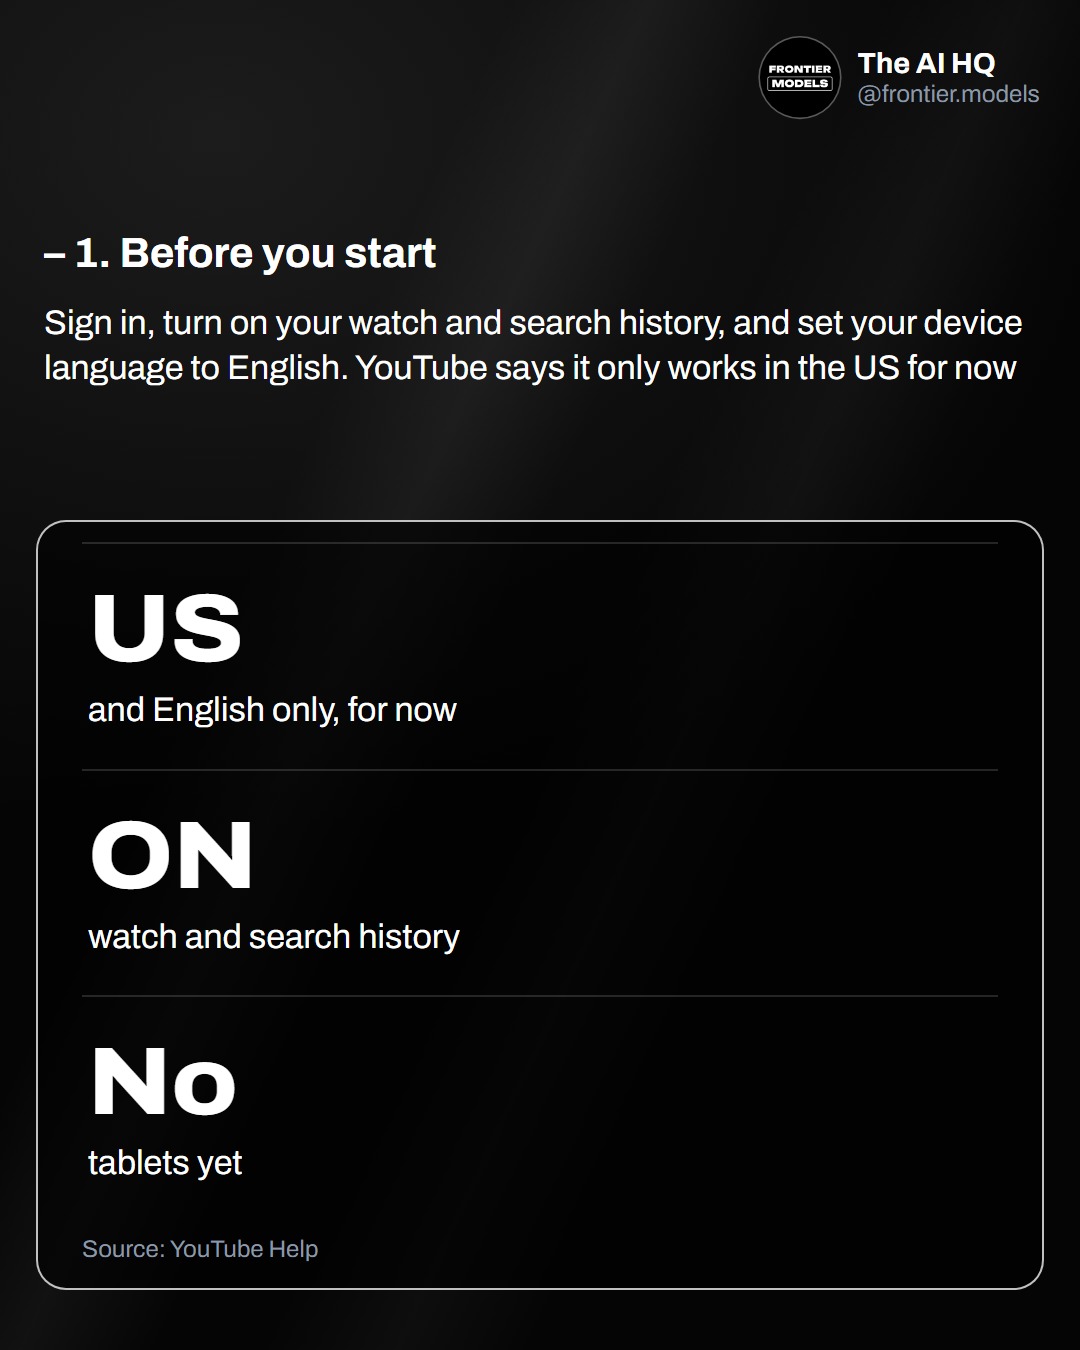 FRONTIER
MODELS
The AI HQ
@frontier.models
– 1. Before you start
Sign in, turn on your watch and search history, and set your device
language to English. YouTube says it only works in the US for now
US
and English only, for now
ON
watch and search history
No
tablets yet
Source: YouTube Help